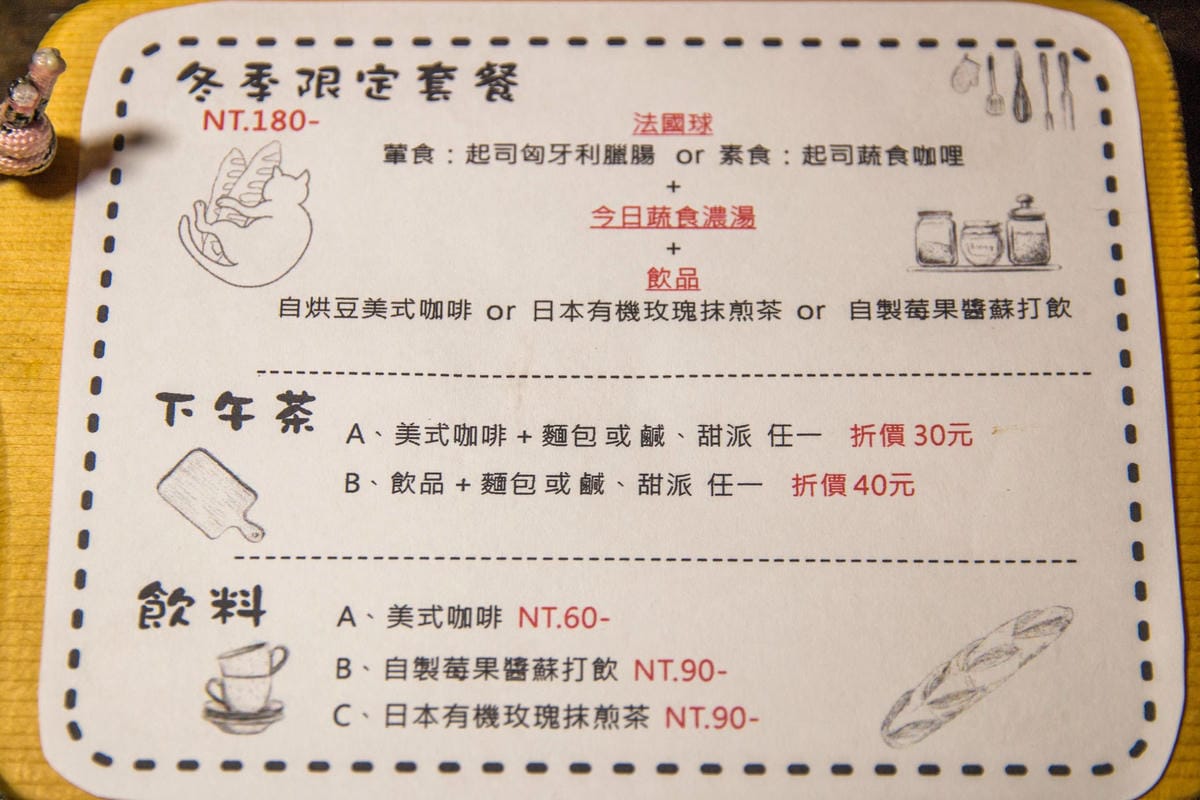 冬季限定套餐
NT.180-
法國球
葷食：起司匈牙利臘腸 or 素食：起司蔬食咖哩
+
今日蔬食濃湯
+
飲品
自烘豆美式咖啡 or 日本有機玫瑰抹煎茶 or 自製莓果醬蘇打飲
下午茶
A、美式咖啡 + 麵包 或 鹹、甜派 任一 折價 30元
B、飲品 + 麵包 或 鹹、甜派 任一 折價 40元
飲料
A、美式咖啡 NT.60-
B、自製莓果醬蘇打飲 NT.90-
C、日本有機玫瑰抹煎茶 NT.90-